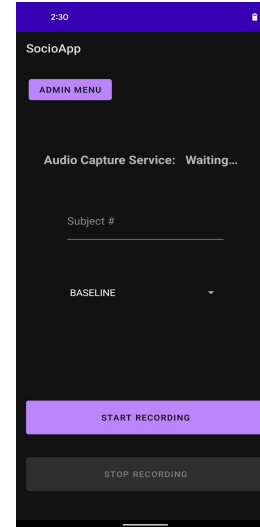 2:30
SocioApp
ADMIN MENU
Audio Capture Service: Waiting...
Subject #
BASELINE
START RECORDING
STOP RECORDING